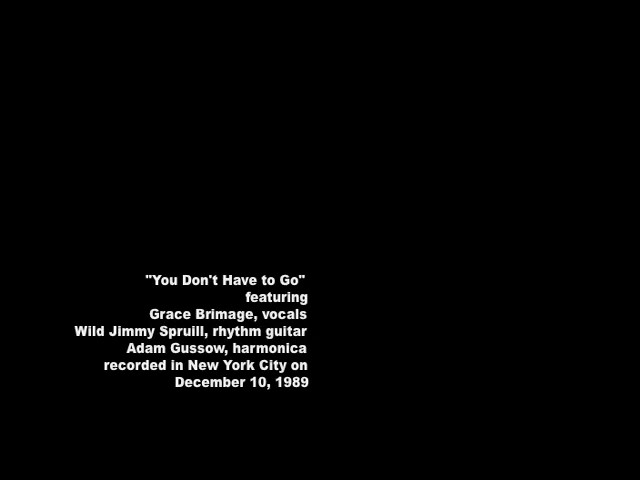 "You Don't Have to Go"
featuring
Grace Brimage, vocals
Wild Jimmy Spruill, rhythm guitar
Adam Gussow, harmonica
recorded in New York City on
December 10, 1989